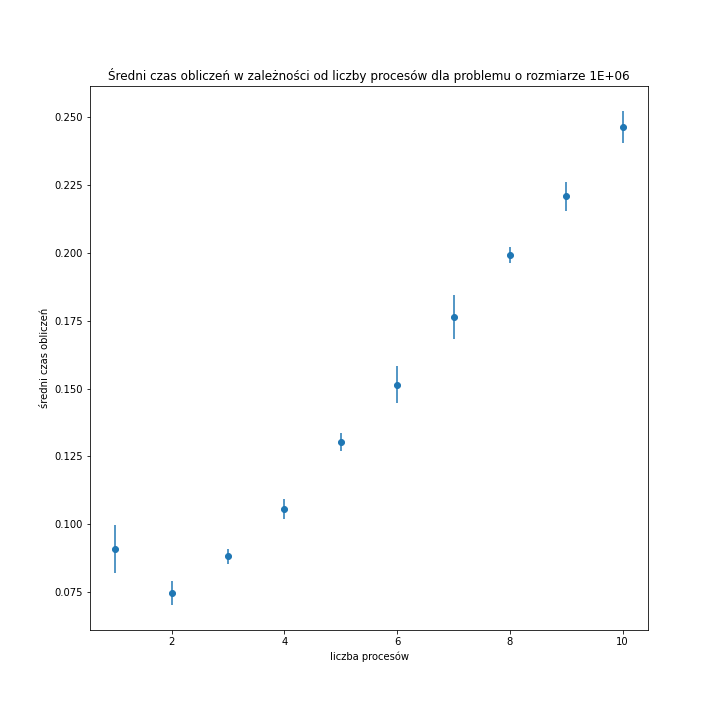 Średni czas obliczeń w zależności od liczby procesów dla problemu o rozmiarze 1E+06
0.250
0.225
0.200
0.175
0.150
0.125
0.100
0.075
średni czas obliczeń
2 4 6 8 10
liczba procesów